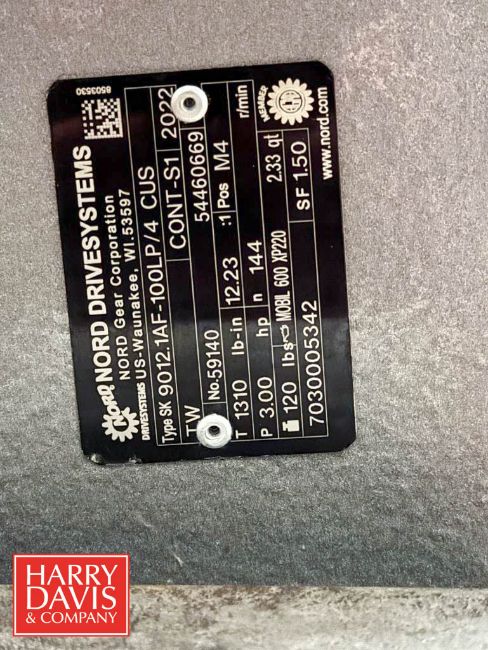 NORD
DRIVESYSTEMS
NORD DRIVESYSTEMS
NORD Gear Corporation
US-Waunakee, WI.53597
8503530
Type SK 9012.1AF-100LP/4 CUS
TW CONT-S1 2022
No.59140 54460669
T 1310 lb-in 12.23 :1 Pos M4
P 3.00 hp n 144 r/min
120 lbs MOBIL 600 XP220 2.33 qt
7030005342 SF 1.50
MEMBER
www.nord.com
HARRY
DAVIS
& COMPANY